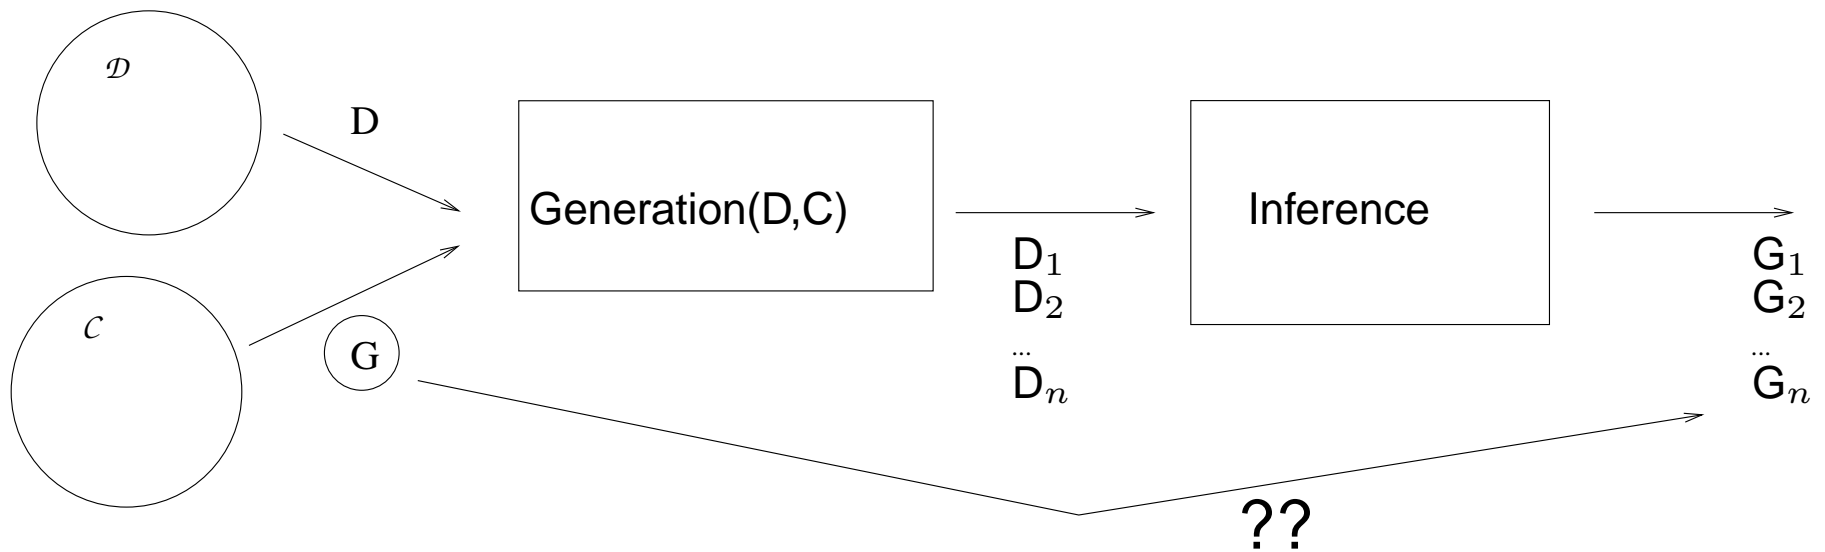 𝒟
D
Generation(D,C)
Inference
D₁
D₂
...
Dₙ
G₁
G₂
...
Gₙ
𝒞
G
??